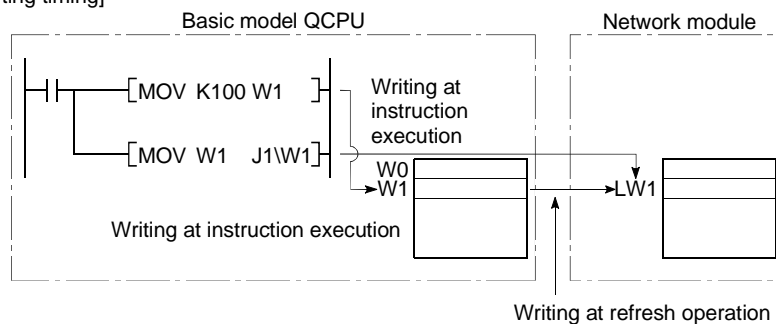 ting timing]
Basic model QCPU
Network module
MOV K100 W1
Writing at
instruction
execution
MOV W1 J1\W1
W0
W1
LW1
Writing at instruction execution
Writing at refresh operation